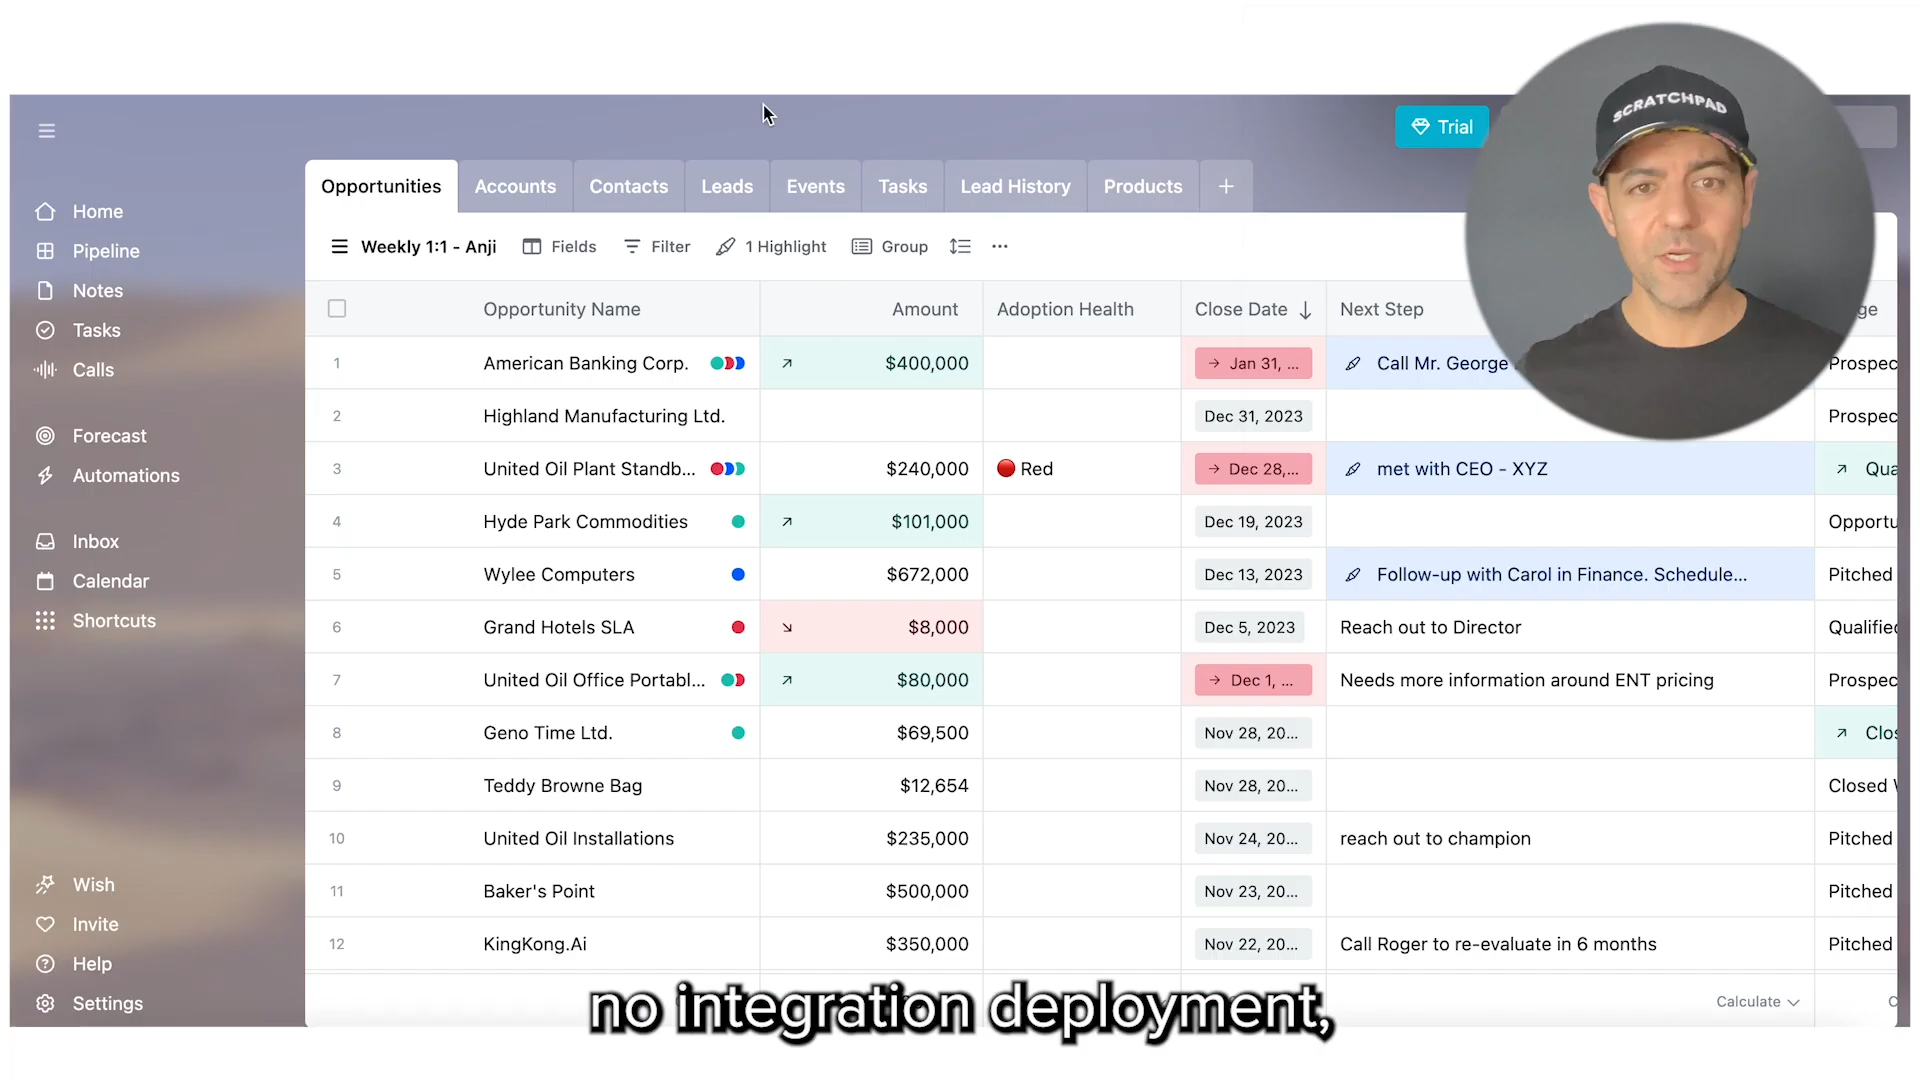 SCRATCHPAD
Trial
Home
Pipeline
Notes
Tasks
Calls
Forecast
Automations
Inbox
Calendar
Shortcuts
Wish
Invite
Help
Settings
Opportunities Accounts Contacts Leads Events Tasks Lead History Products +
Weekly 1:1 - Anji Fields Filter 1 Highlight Group ...
Opportunity Name Amount Adoption Health Close Date Next Step ge
1 American Banking Corp. $400,000 Jan 31, ... Call Mr. George Prospec
2 Highland Manufacturing Ltd. Dec 31, 2023 Prospec
3 United Oil Plant Standb... $240,000 Red Dec 28,... met with CEO - XYZ Qua
4 Hyde Park Commodities $101,000 Dec 19, 2023 Opportu
5 Wylee Computers $672,000 Dec 13, 2023 Follow-up with Carol in Finance. Schedule... Pitched
6 Grand Hotels SLA $8,000 Dec 5, 2023 Reach out to Director Qualified
7 United Oil Office Portabl... $80,000 Dec 1, ... Needs more information around ENT pricing Prospec
8 Geno Time Ltd. $69,500 Nov 28, 20... Clos
9 Teddy Browne Bag $12,654 Nov 28, 20... Closed
10 United Oil Installations $235,000 Nov 24, 20... reach out to champion Pitched
11 Baker's Point $500,000 Nov 23, 20... Pitched
12 KingKong.Ai $350,000 Nov 22, 20... Call Roger to re-evaluate in 6 months Pitched
Calculate
no integration deployment,